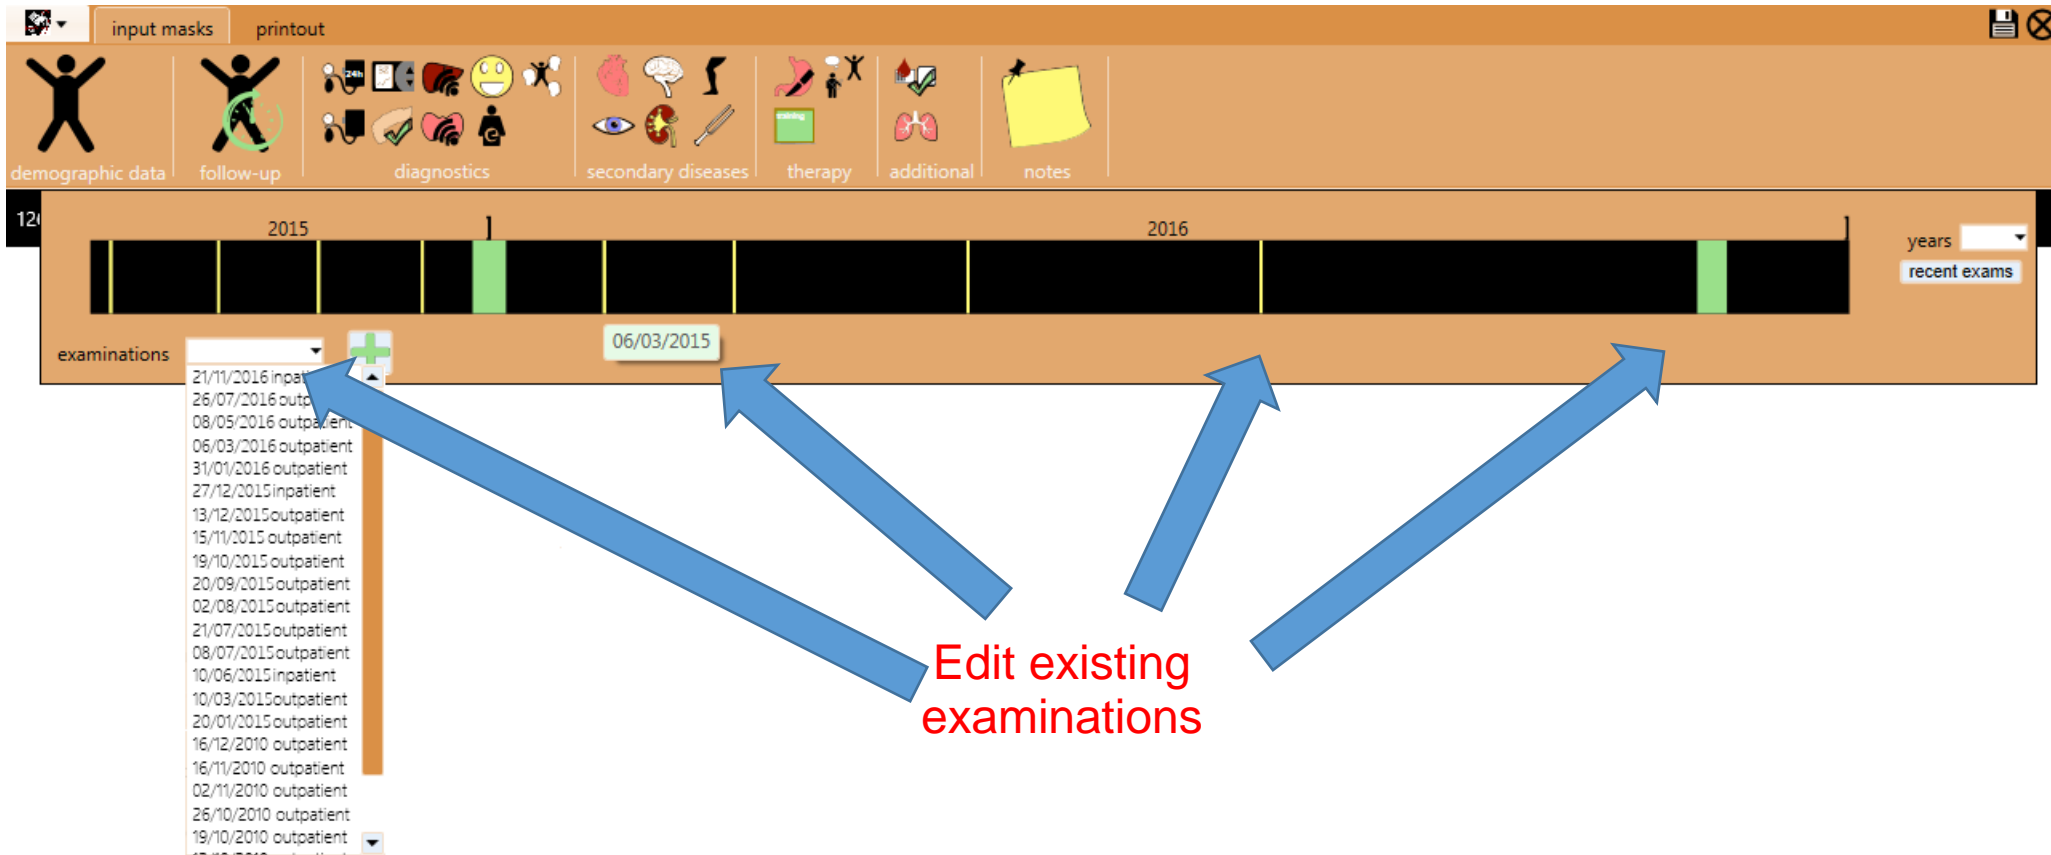 input masks printout
24h
training
demographic data follow-up diagnostics secondary diseases therapy additional notes
12
2015 ] 2016 ]
years
recent exams
06/03/2015
examinations
21/11/2016 inpati
26/07/2016 outp
08/05/2016 outpatient
06/03/2016 outpatient
31/01/2016 outpatient
27/12/2015 inpatient
13/12/2015 outpatient
15/11/2015 outpatient
19/10/2015 outpatient
20/09/2015 outpatient
02/08/2015 outpatient
21/07/2015 outpatient
08/07/2015 outpatient
10/06/2015 inpatient
10/03/2015 outpatient
20/01/2015 outpatient
16/12/2010 outpatient
16/11/2010 outpatient
02/11/2010 outpatient
26/10/2010 outpatient
19/10/2010 outpatient
Edit existing
examinations